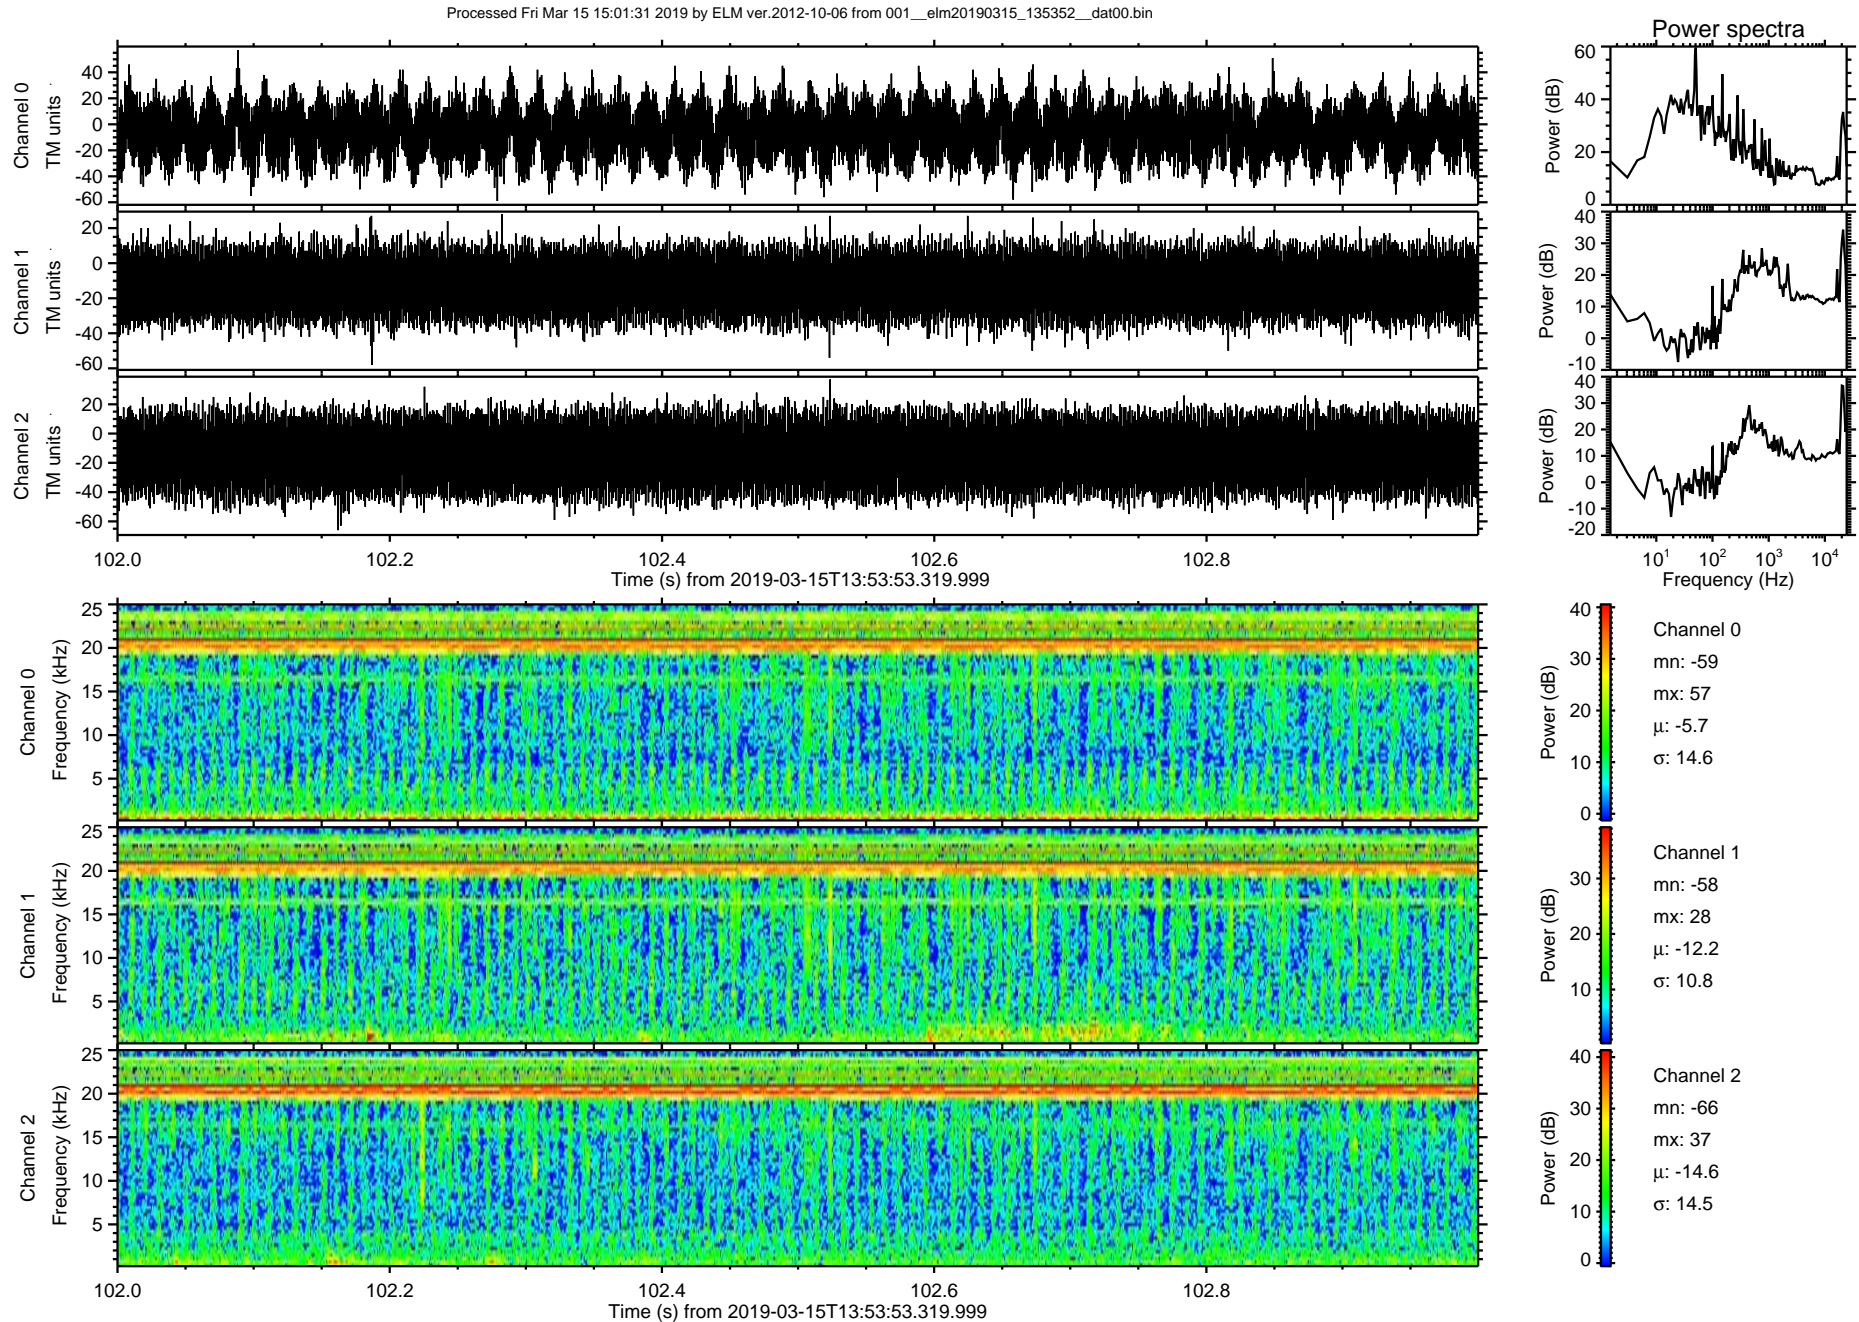 Processed Fri Mar 15 15:01:31 2019 by ELM ver.2012-10-06 from 001__elm20190315_135352__dat00.bin
Power spectra
Channel 0
TM units
40
20
0
-20
-40
-60
Power (dB)
60
40
20
0
Channel 1
TM units
20
0
-20
-40
-60
Power (dB)
40
30
20
10
0
-10
Channel 2
TM units
20
0
-20
-40
-60
Power (dB)
40
30
20
10
0
-10
-20
102.0 102.2 102.4 102.6 102.8
Time (s) from 2019-03-15T13:53:53.319.999
10¹ 10² 10³ 10⁴
Frequency (Hz)
Channel 0
Frequency (kHz)
25
20
15
10
5
Power (dB)
40
30
20
10
0
Channel 0
mn: -59
mx: 57
µ: -5.7
σ: 14.6
Channel 1
Frequency (kHz)
25
20
15
10
5
Power (dB)
30
20
10
Channel 1
mn: -58
mx: 28
µ: -12.2
σ: 10.8
Channel 2
Frequency (kHz)
25
20
15
10
5
Power (dB)
40
30
20
10
0
Channel 2
mn: -66
mx: 37
µ: -14.6
σ: 14.5
102.0 102.2 102.4 102.6 102.8
Time (s) from 2019-03-15T13:53:53.319.999